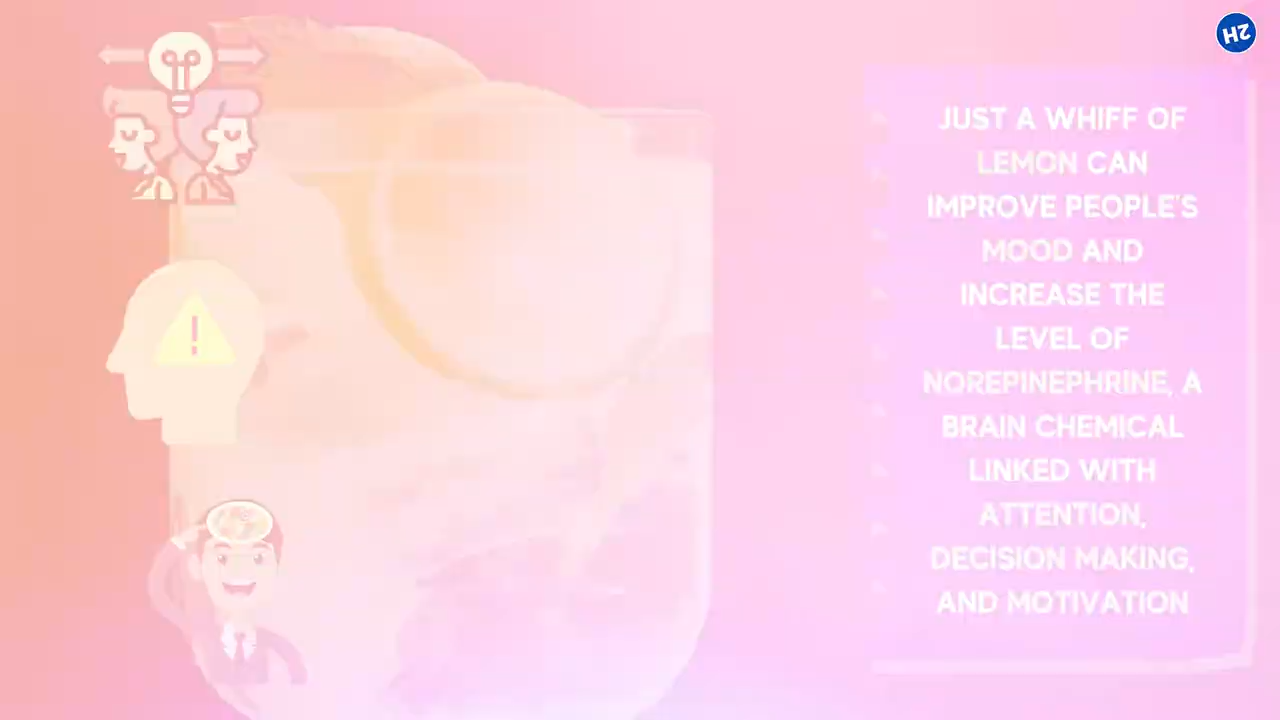 HZ
JUST A WHIFF OF
LEMON CAN
IMPROVE PEOPLE'S
MOOD AND
INCREASE THE
LEVEL OF
NOREPINEPHRINE, A
BRAIN CHEMICAL
LINKED WITH
ATTENTION,
DECISION MAKING,
AND MOTIVATION